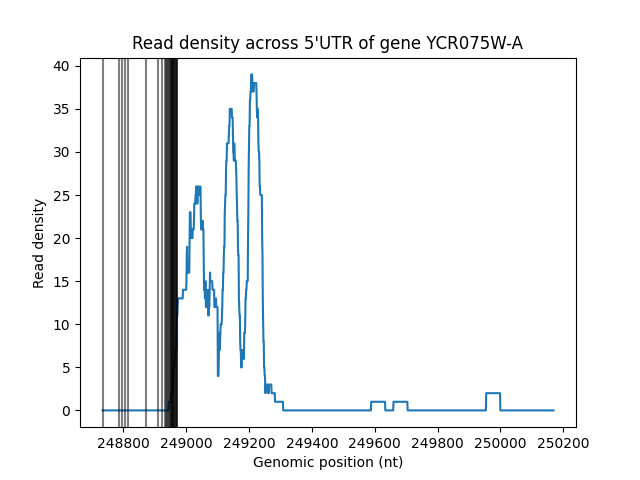 Read density across 5'UTR of gene YCR075W-A
40
35
30
25
20
15
10
5
0
Read density
248800 249000 249200 249400 249600 249800 250000 250200
Genomic position (nt)